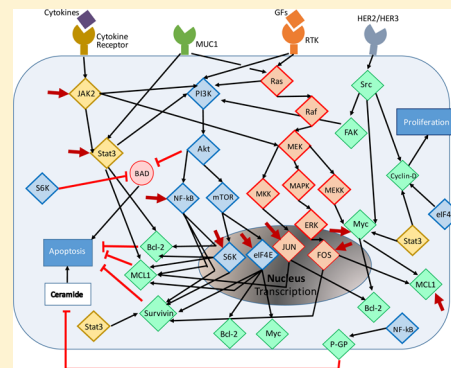 Cytokines
GFs
HER2/HER3
Cytokine
Receptor
MUC1
RTK
JAK2
PI3K
Ras
Src
Raf
FAK
Proliferation
Stat3
Akt
MEK
BAD
Cyclin-D
S6K
NF-kB
mTOR
MKK
MAPK
MEKK
eIF4E
ERK
Myc
Apoptosis
Bcl-2
S6K
eIF4E
JUN
FOS
Stat3
MCL1
Nucleus
Transcription
MCL1
Ceramide
Survivin
Bcl-2
Stat3
Bcl-2
Myc
P-GP
NF-kB